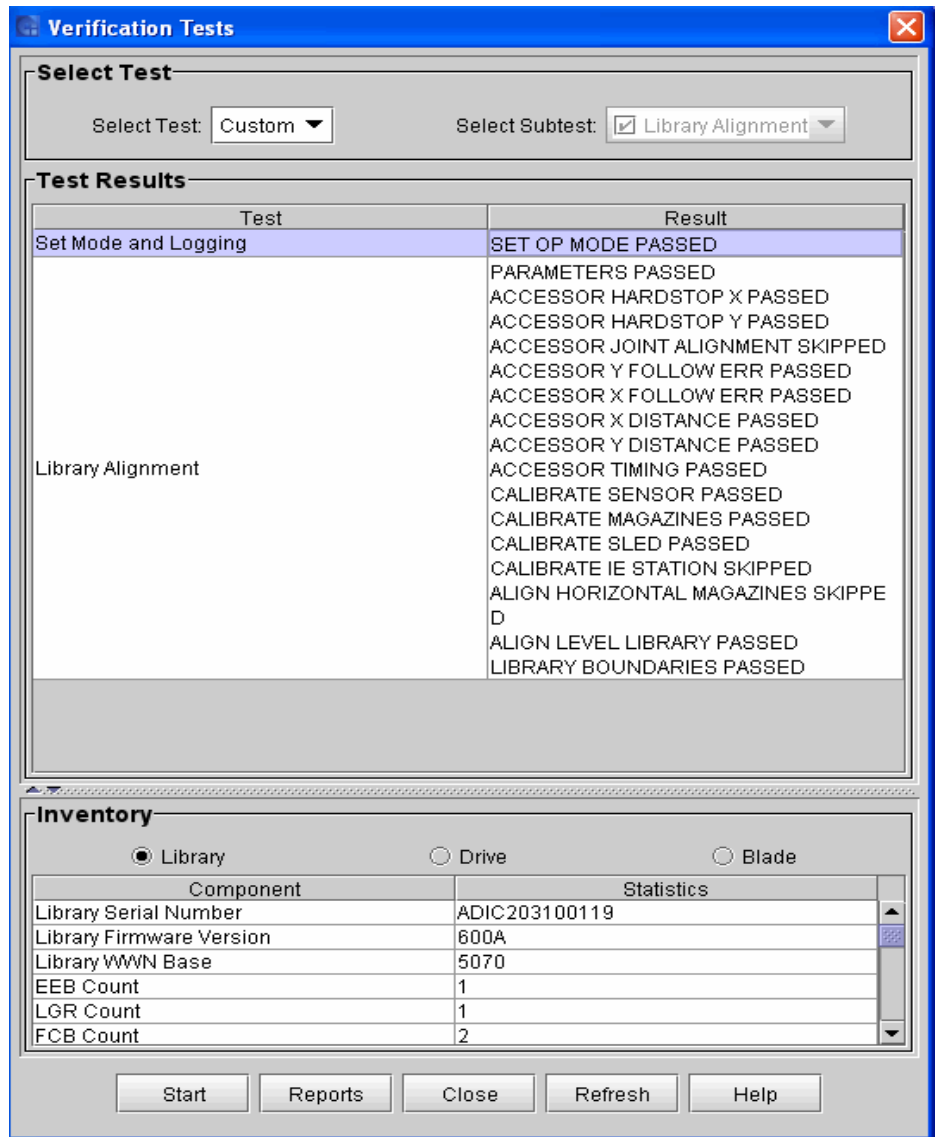 Verification Tests
Select Test
Select Test: Custom Select Subtest: Library Alignment
Test Results
Test Result
Set Mode and Logging SET OP MODE PASSED
PARAMETERS PASSED
ACCESSOR HARDSTOP X PASSED
ACCESSOR HARDSTOP Y PASSED
ACCESSOR JOINT ALIGNMENT SKIPPED
ACCESSOR Y FOLLOW ERR PASSED
ACCESSOR X FOLLOW ERR PASSED
ACCESSOR X DISTANCE PASSED
ACCESSOR Y DISTANCE PASSED
Library Alignment ACCESSOR TIMING PASSED
CALIBRATE SENSOR PASSED
CALIBRATE MAGAZINES PASSED
CALIBRATE SLED PASSED
CALIBRATE IE STATION SKIPPED
ALIGN HORIZONTAL MAGAZINES SKIPPE
D
ALIGN LEVEL LIBRARY PASSED
LIBRARY BOUNDARIES PASSED
Inventory
Library Drive Blade
Component Statistics
Library Serial Number ADIC203100119
Library Firmware Version 600A
Library WWN Base 5070
EEB Count 1
LGR Count 1
FCB Count 2
Start Reports Close Refresh Help